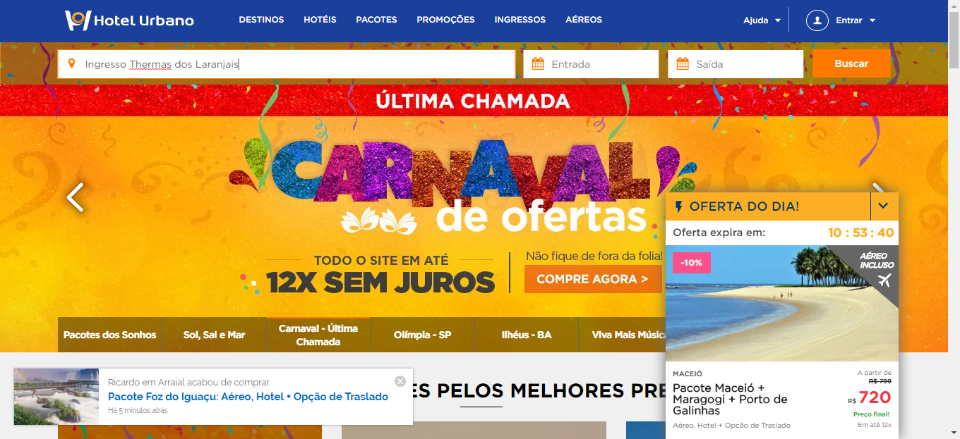 Hotel Urbano
DESTINOS HOTÉIS PACOTES PROMOÇÕES INGRESSOS AÉREOS
Ajuda Entrar
Ingresso Thermas dos Laranjais
Entrada
Saída
Buscar
ÚLTIMA CHAMADA
CARNAVAL
de ofertas
TODO O SITE EM ATÉ
12X SEM JUROS
Não fique de fora da folia!
COMPRE AGORA >
Pacotes dos Sonhos
Sol, Sal e Mar
Carnaval - Última
Chamada
Olímpia - SP
Ilhéus - BA
Viva Mais Músic
OFERTA DO DIA!
Oferta expira em: 10 : 53 : 40
-10%
AÉREO
INCLUSO
MACEIÓ
Pacote Maceió +
Maragogi + Porto de
Galinhas
Aéreo, Hotel + Opção de Traslado
A partir de
R$ 799
R$ 720
Preço final!
Em até 12x
Ricardo em Arraial acabou de comprar
Pacote Foz do Iguaçu: Aéreo, Hotel + Opção de Traslado
Há 5 minutos atrás
ES PELOS MELHORES PRE